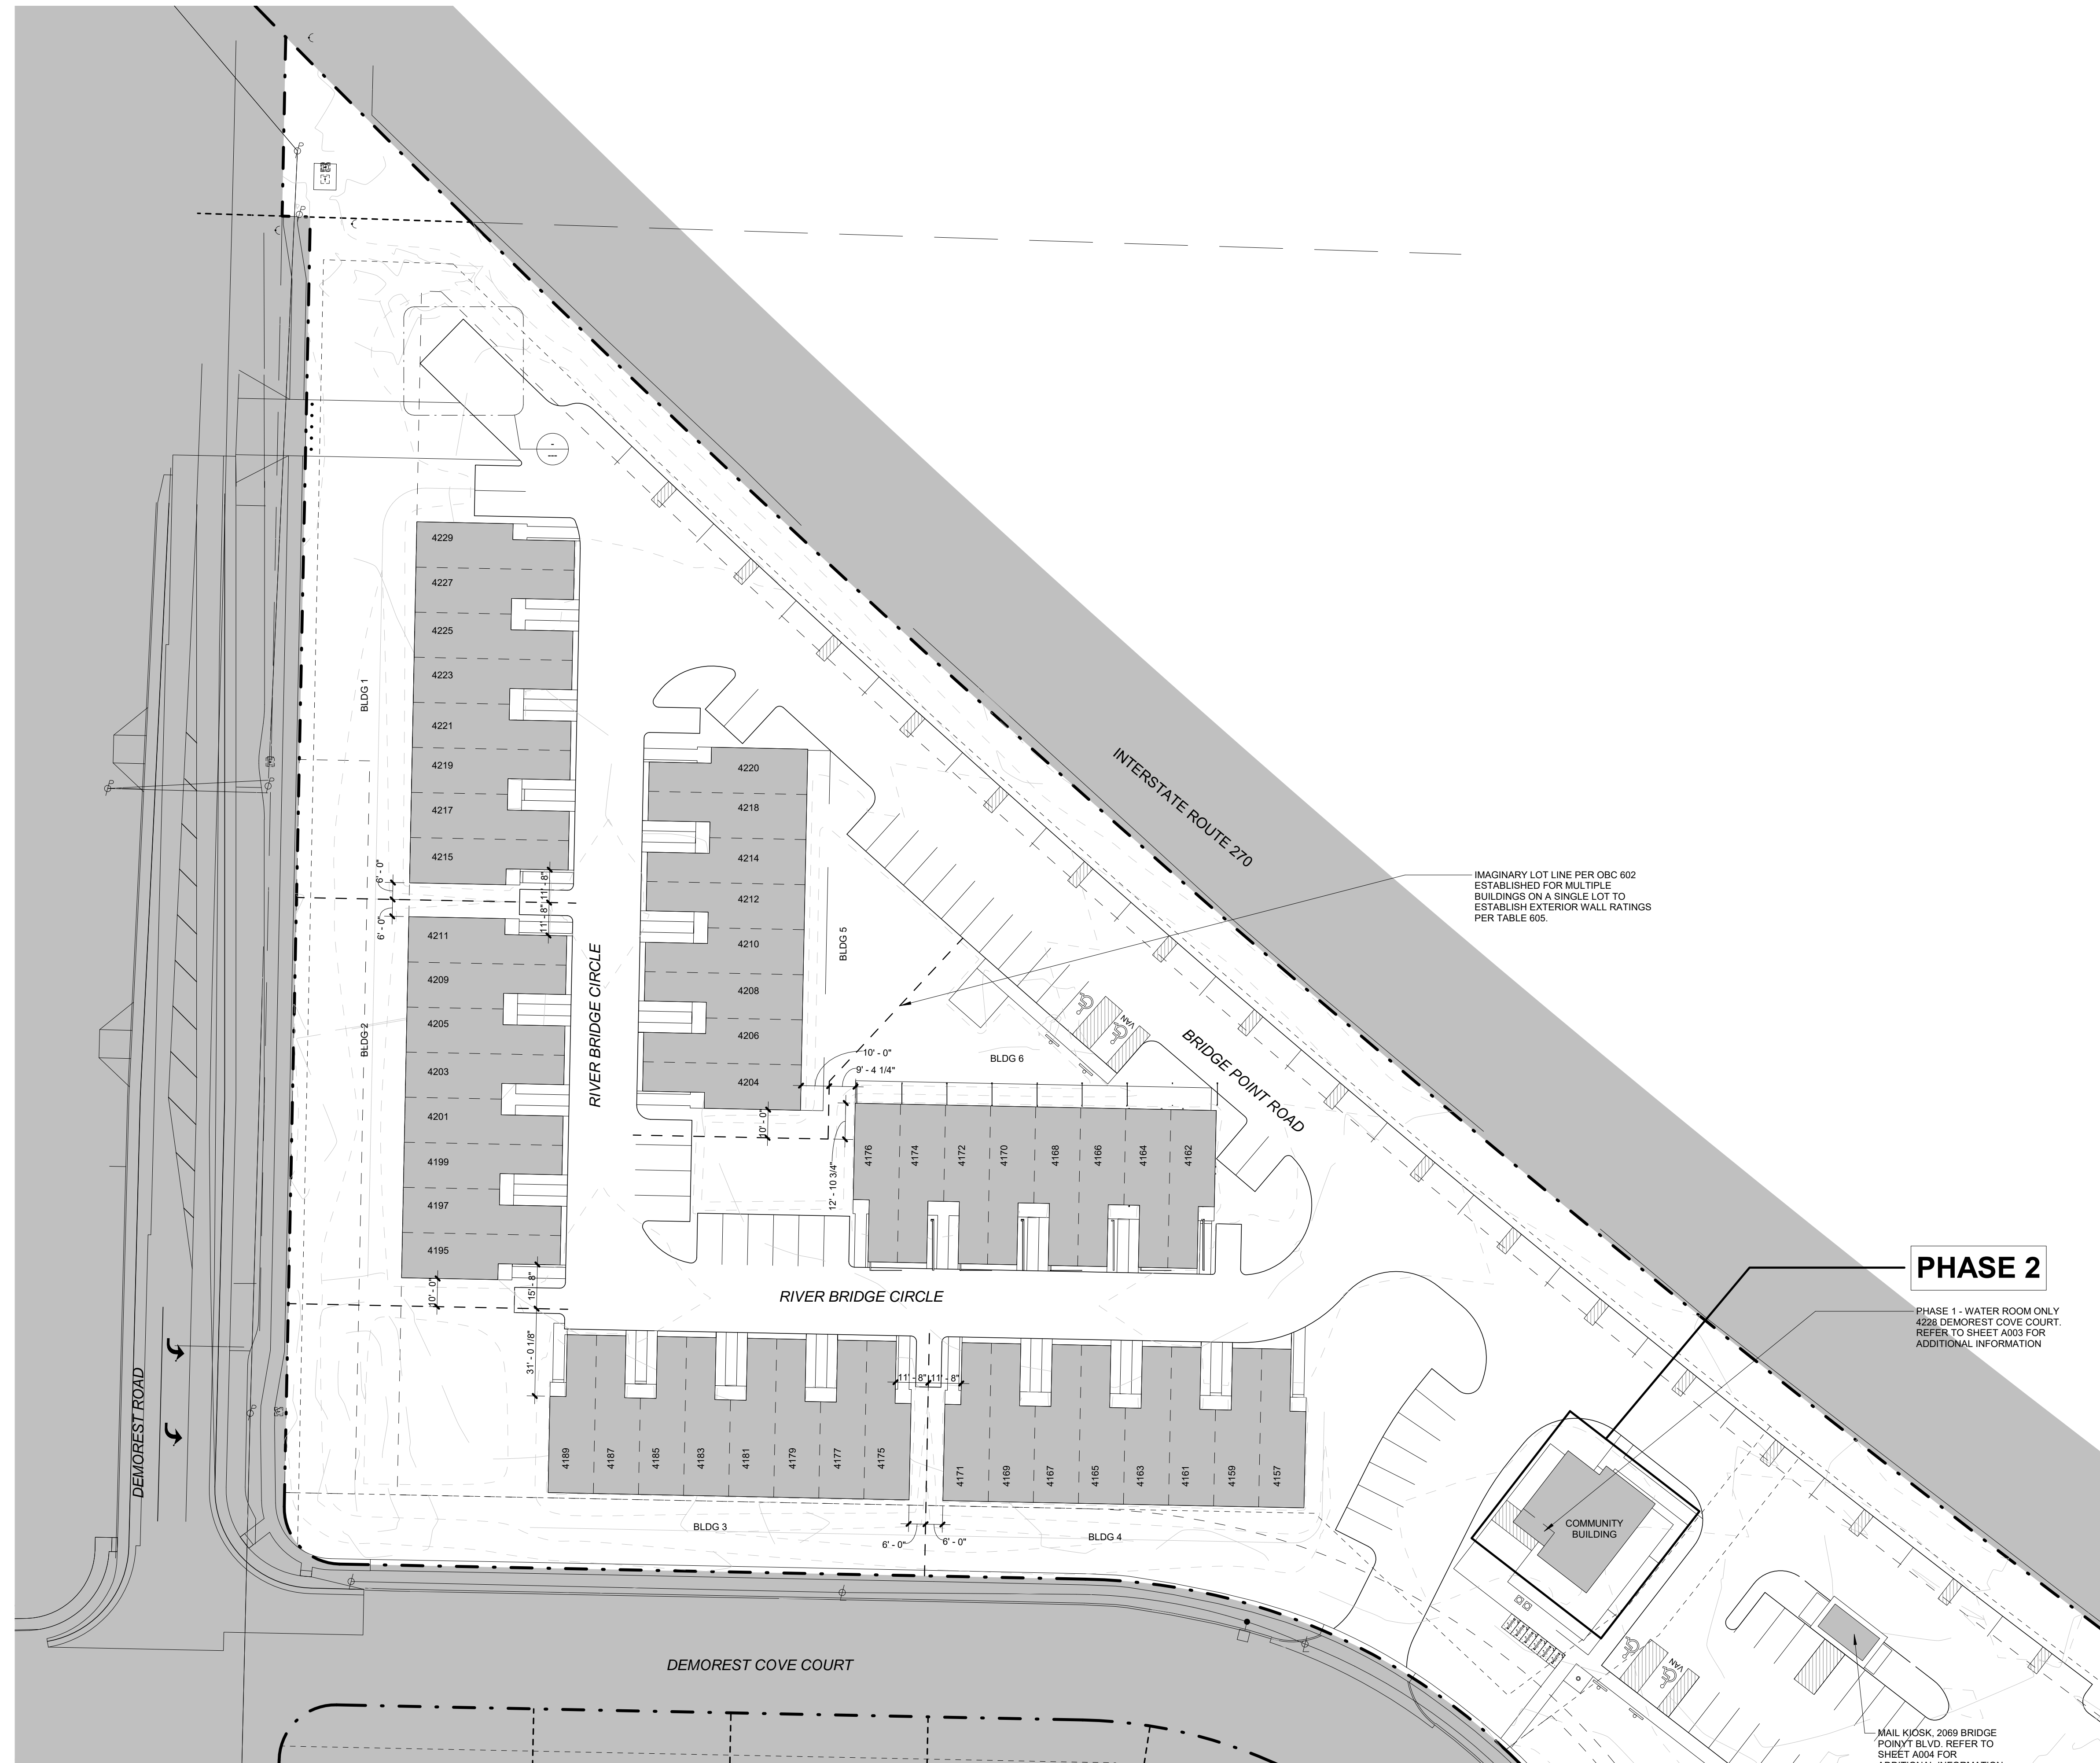 4229
4227
4225
4223
4221
4219
4217
4215
BLDG 1
6' - 0"
6' - 0"
11' - 8"
11' - 8"
4211
4209
4205
4203
4201
4199
4197
4195
BLDG 2
10' - 0"
15' - 8"
31' - 0 1/8"
RIVER BRIDGE CIRCLE
4220
4218
4214
4212
4210
4208
4206
4204
BLDG 5
10' - 0"
10' - 0"
9' - 4 1/4"
12' - 10 3/4"
BLDG 6
4176
4174
4172
4170
4168
4166
4164
4162
VAN
INTERSTATE ROUTE 270
BRIDGE POINT ROAD
IMAGINARY LOT LINE PER OBC 602
ESTABLISHED FOR MULTIPLE
BUILDINGS ON A SINGLE LOT TO
ESTABLISH EXTERIOR WALL RATINGS
PER TABLE 605.
RIVER BRIDGE CIRCLE
PHASE 2
PHASE 1 - WATER ROOM ONLY
4228 DEMOREST COVE COURT.
REFER TO SHEET A003 FOR
ADDITIONAL INFORMATION
11' - 8"
11' - 8"
4189
4187
4185
4183
4181
4179
4177
4175
4171
4169
4167
4165
4163
4161
4159
4157
BLDG 3
BLDG 4
6' - 0"
6' - 0"
COMMUNITY
BUILDING
VAN
DEMOREST ROAD
DEMOREST COVE COURT
MAIL KIOSK, 2069 BRIDGE
POINYT BLVD. REFER TO
SHEET A004 FOR
ADDITIONAL INFORMATION